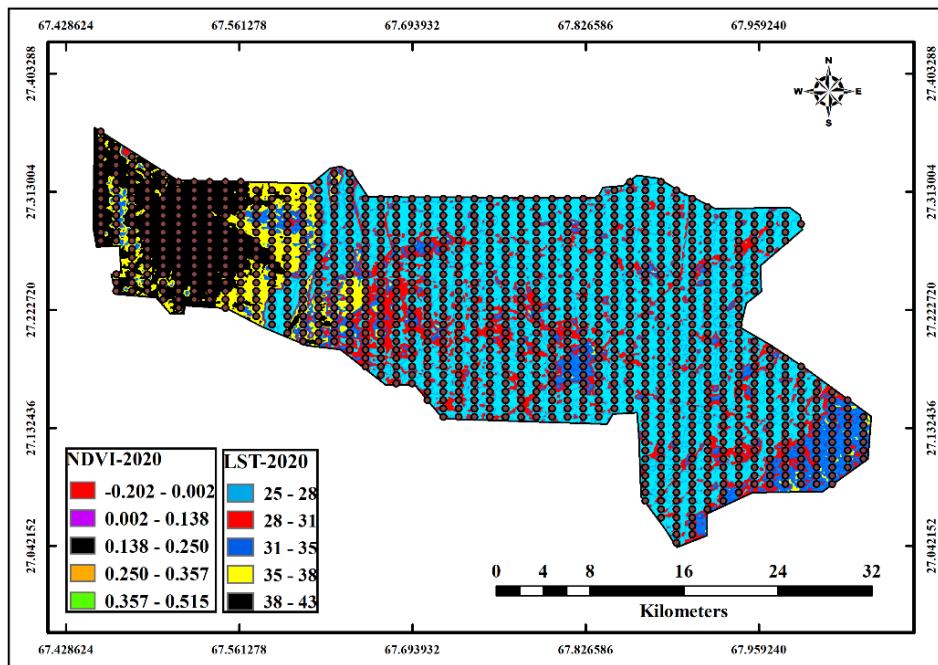 67.428624 67.561278 67.693932 67.826586 67.959240
27.403288 27.403288
N
W E
S
27.313004 27.313004
27.222720 27.222720
27.132436 27.132436
27.042152 27.042152
NDVI-2020
-0.202 - 0.002
0.002 - 0.138
0.138 - 0.250
0.250 - 0.357
0.357 - 0.515
LST-2020
25 - 28
28 - 31
31 - 35
35 - 38
38 - 43
0 4 8 16 24 32
Kilometers
67.428624 67.561278 67.693932 67.826586 67.959240